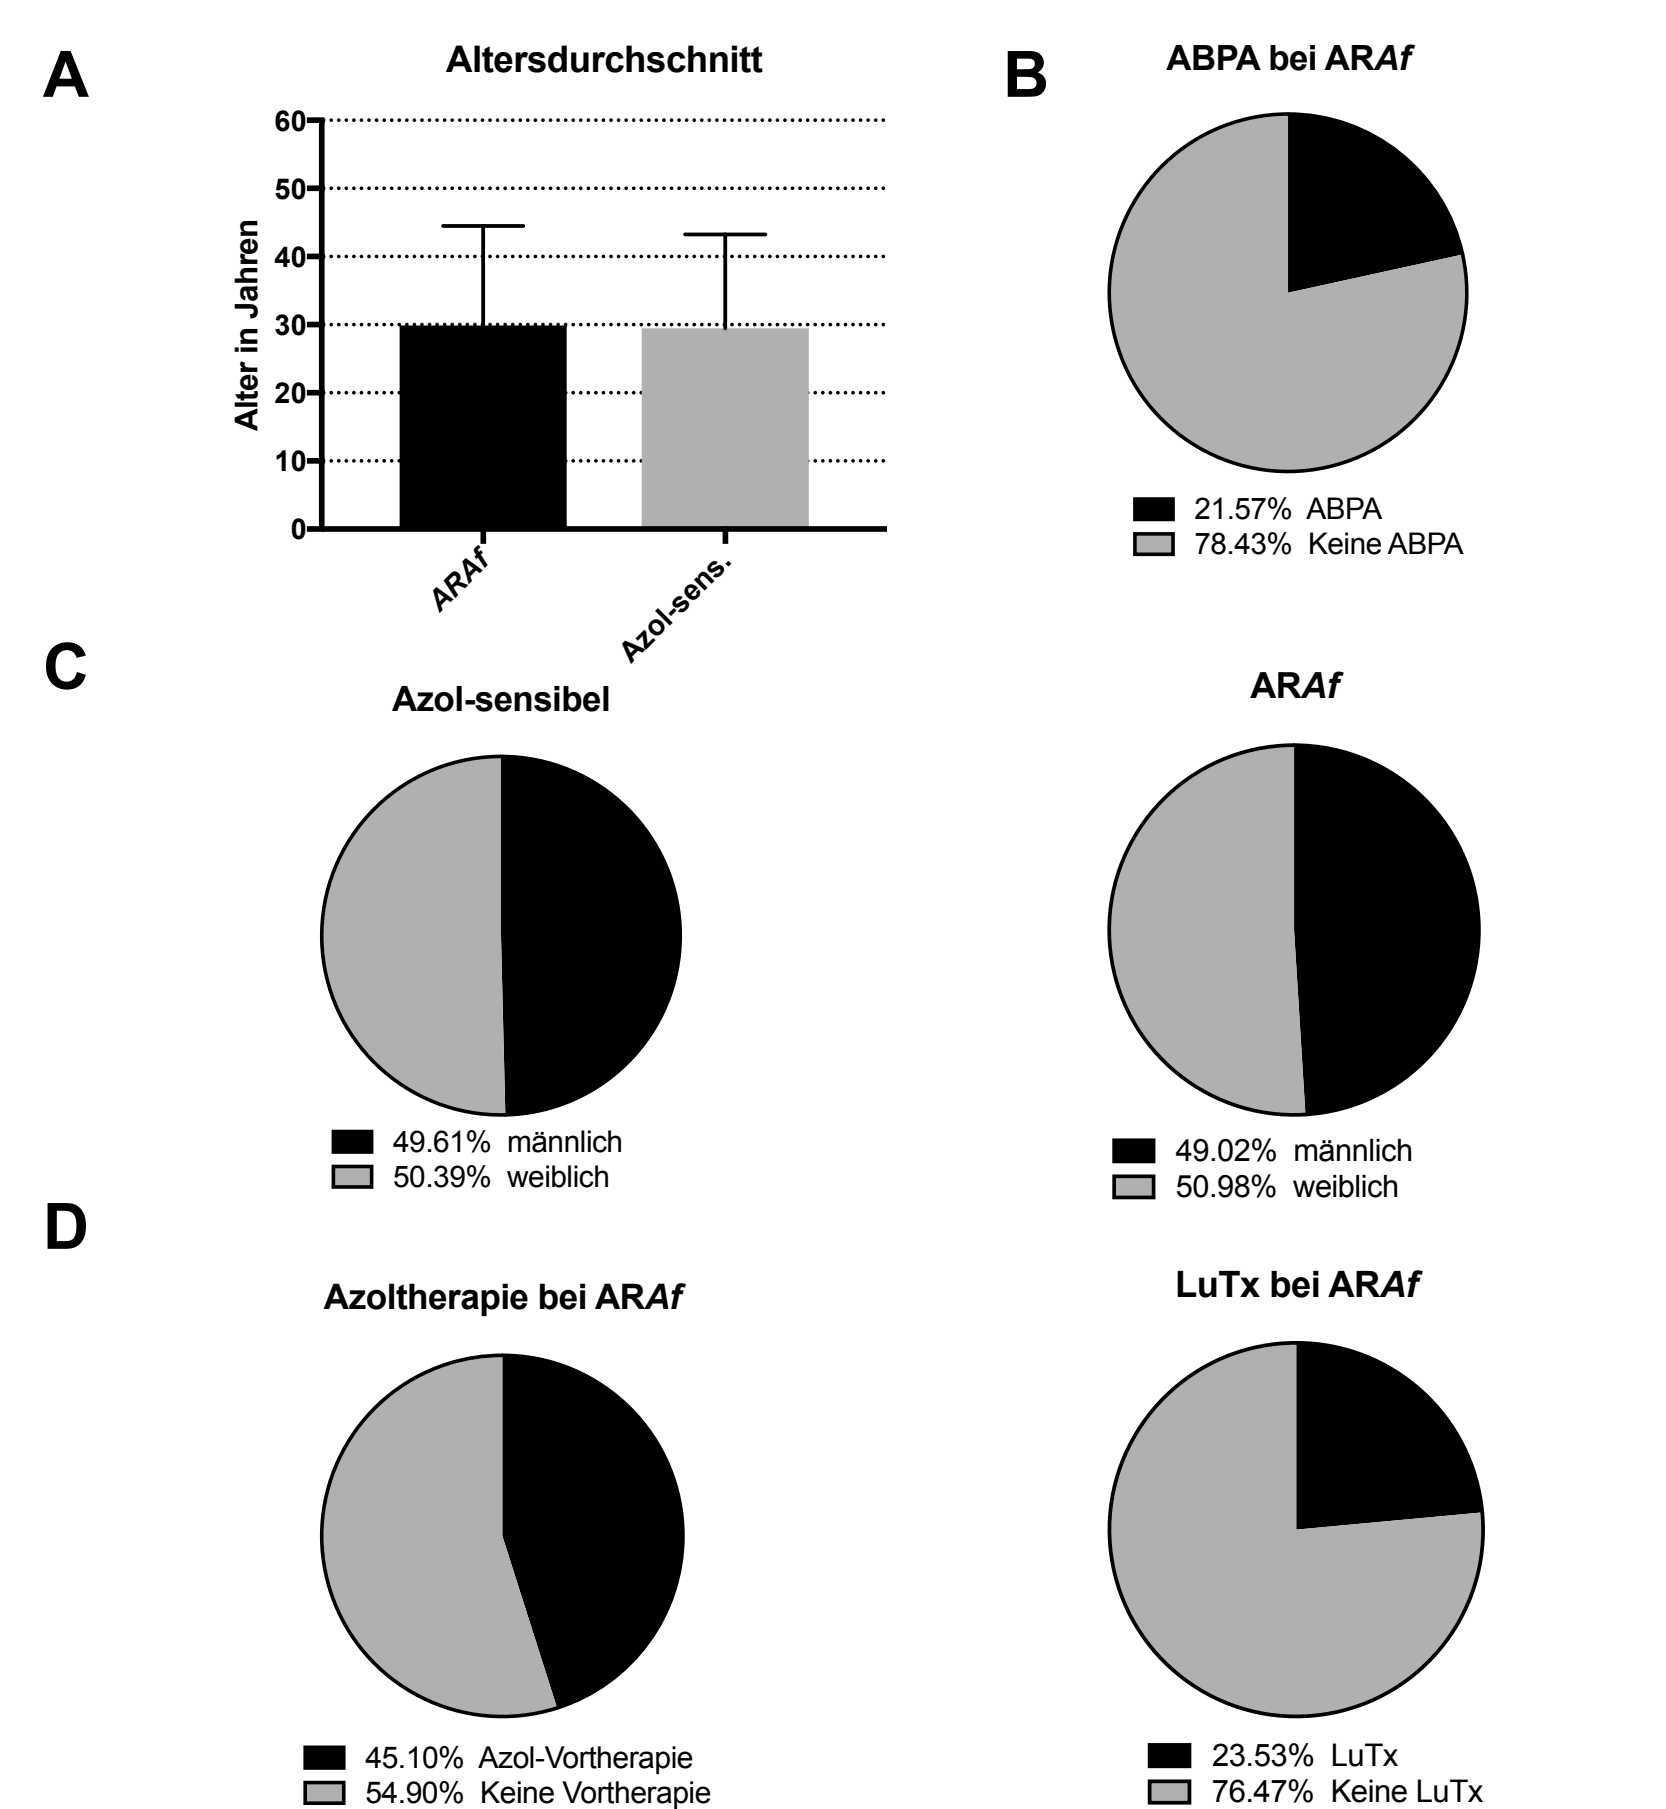 A
Altersdurchschnitt
Alter in Jahren
60
50
40
30
20
10
0
ARAf
Azol-sens.
B
ABPA bei ARAf
21.57% ABPA
78.43% Keine ABPA
C
Azol-sensibel
49.61% männlich
50.39% weiblich
ARAf
49.02% männlich
50.98% weiblich
D
Azoltherapie bei ARAf
45.10% Azol-Vortherapie
54.90% Keine Vortherapie
LuTx bei ARAf
23.53% LuTx
76.47% Keine LuTx